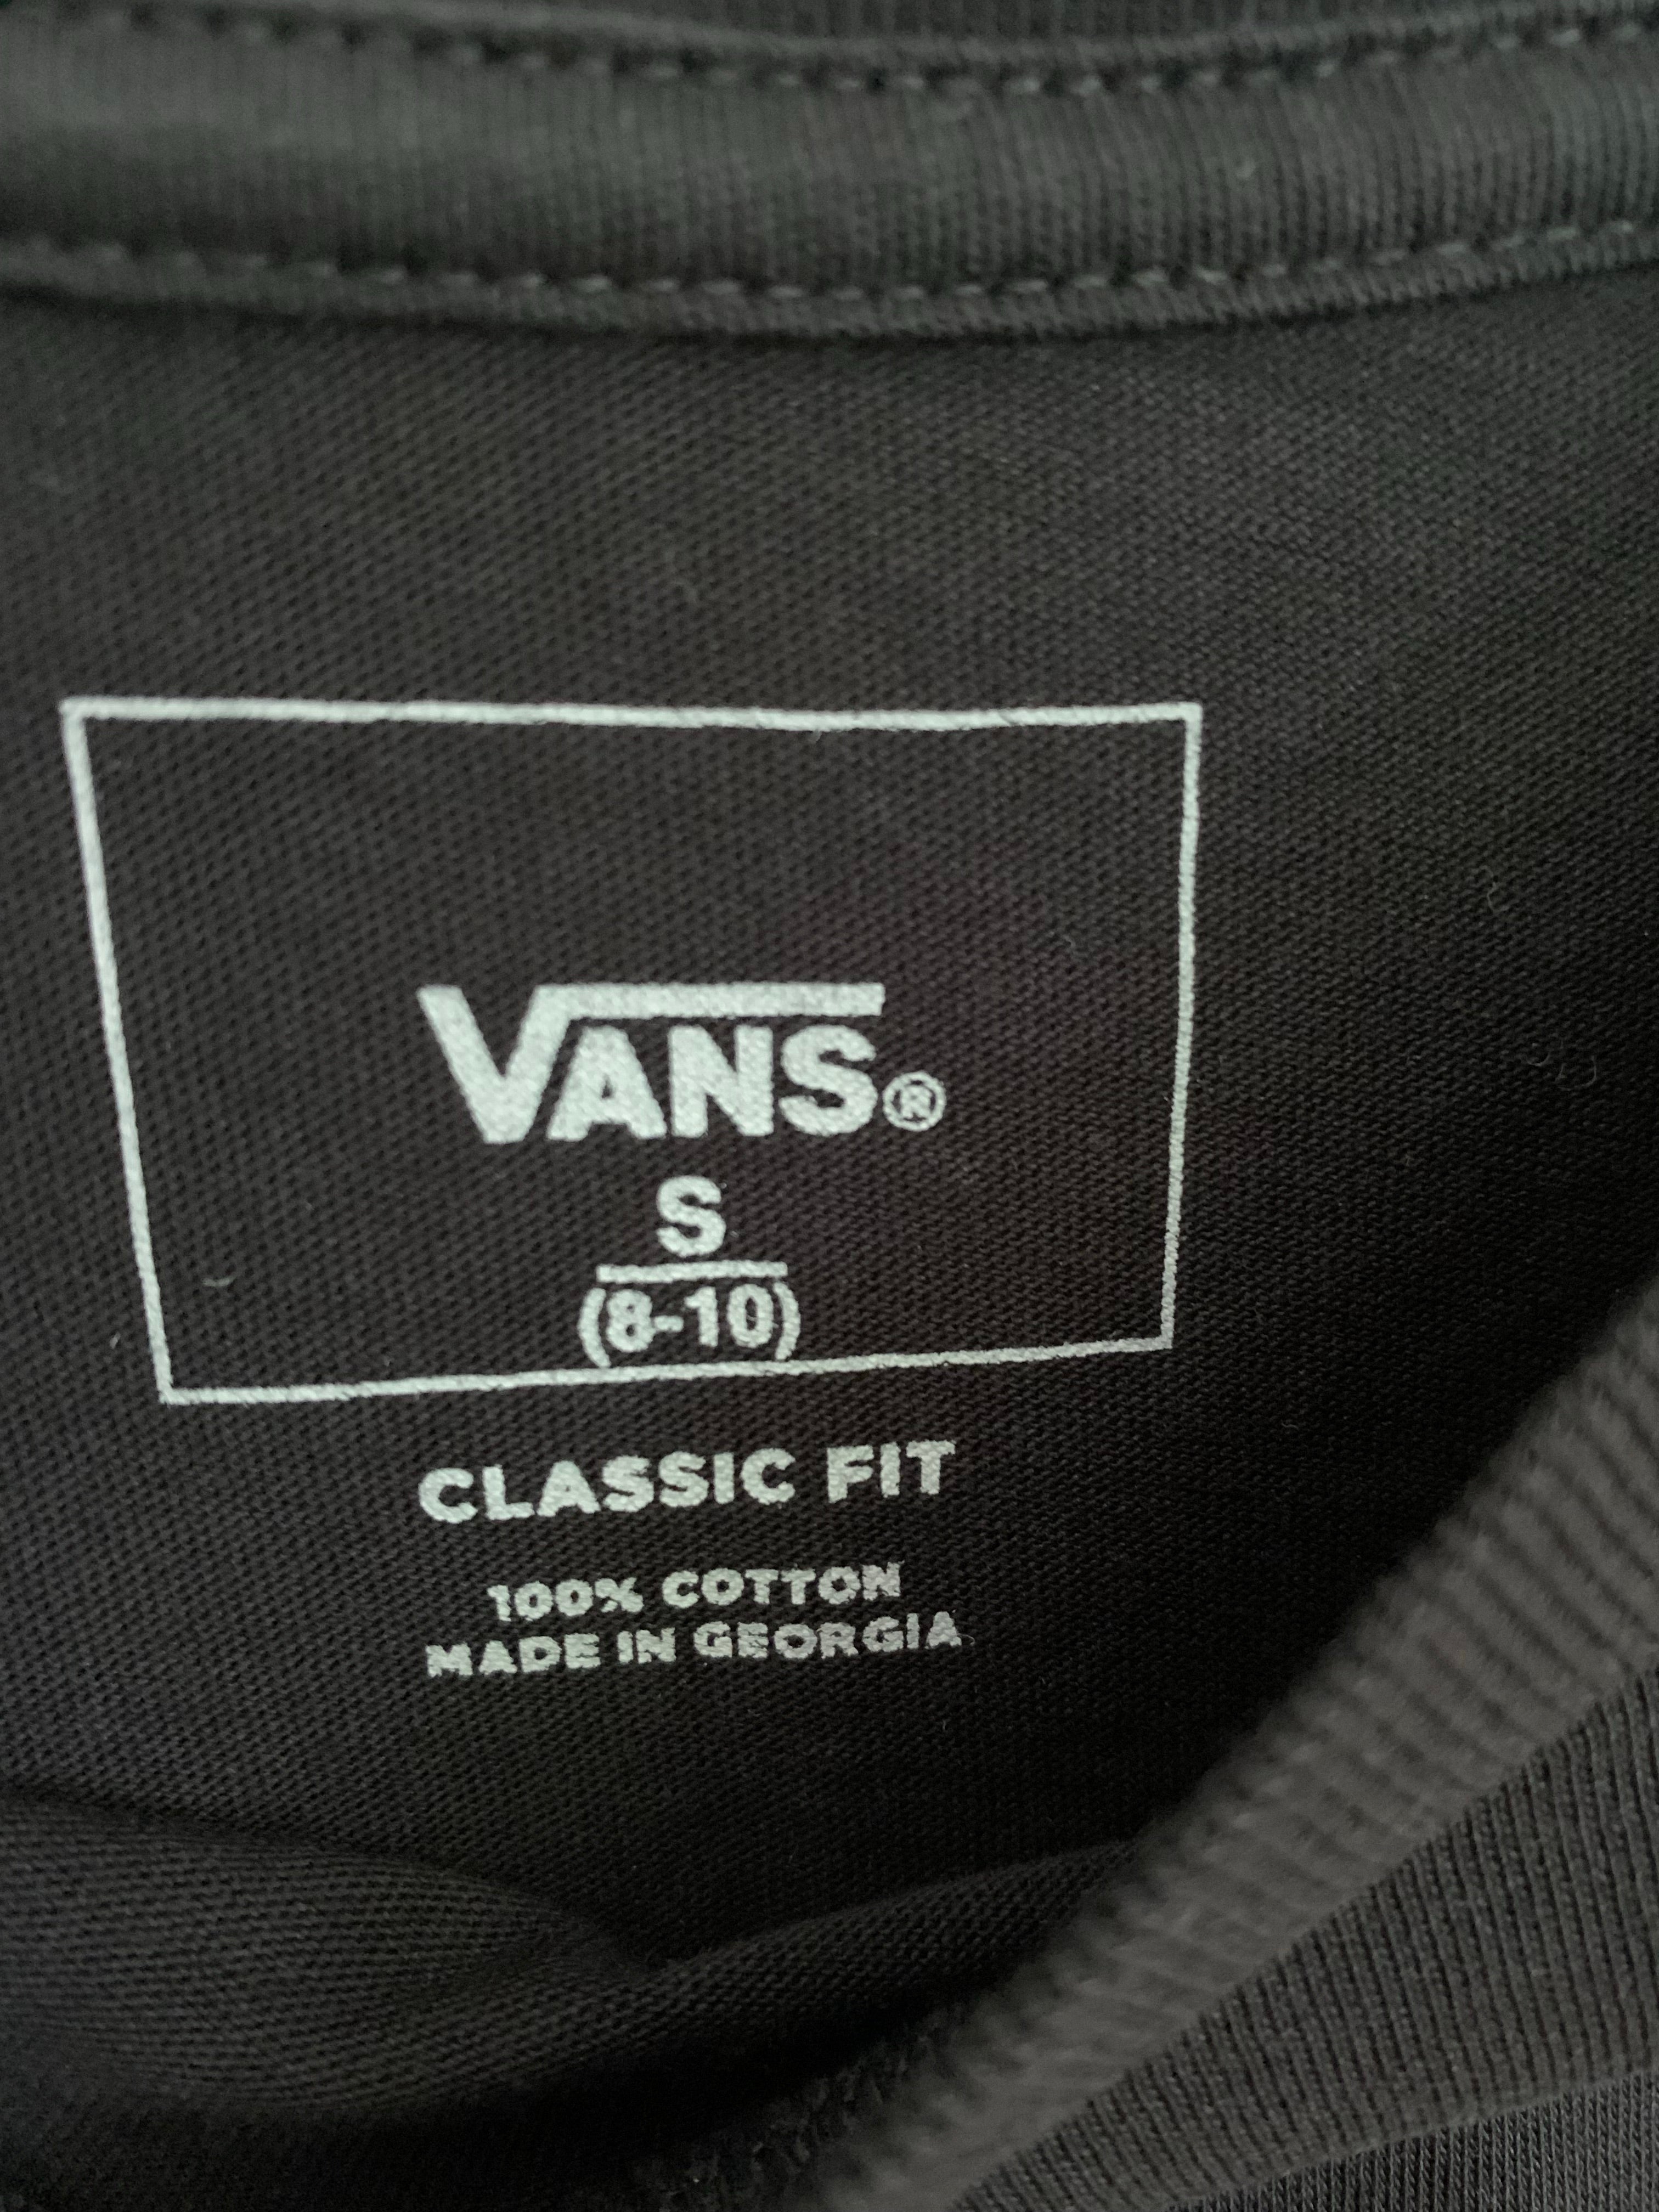 VANS®
S
(8-10)
CLASSIC FIT
100% COTTON
MADE IN GEORGIA